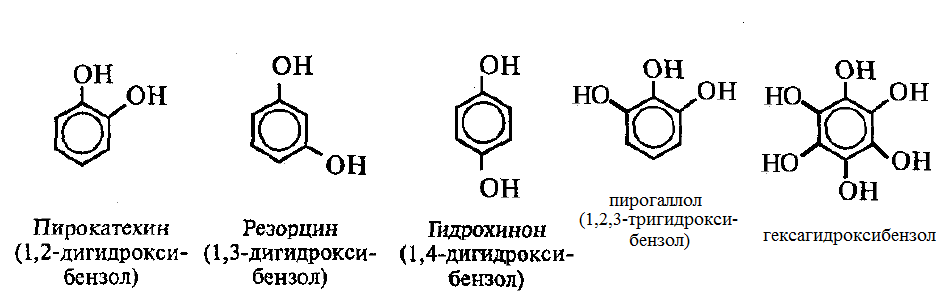 OH
OH
Пирокатехин
(1,2-дигидрокси-
бензол)
OH
OH
Резорцин
(1,3-дигидрокси-
бензол)
OH
OH
Гидрохинон
(1,4-дигидрокси-
бензол)
OH
HO
OH
пирогаллол
(1,2,3-тригидрокси-
бензол)
OH
HO
OH
HO
OH
OH
гексагидроксибензол